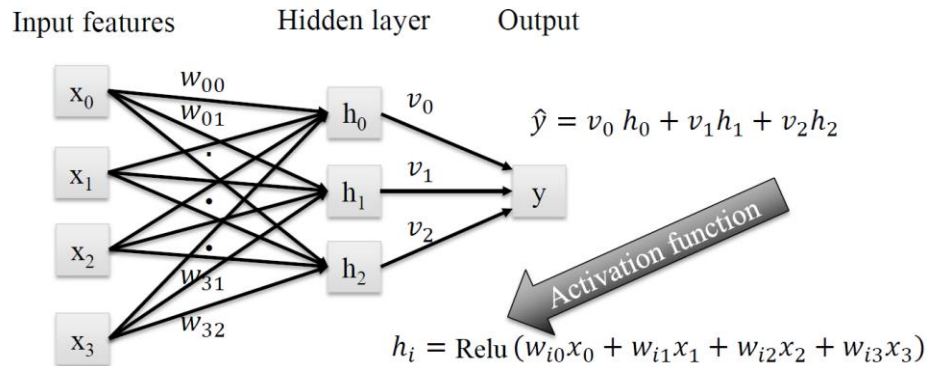 Input features
Hidden layer
Output
x₀
x₁
x₂
x₃
w₀₀
w₀₁
.
.
.
w₃₁
w₃₂
h₀
h₁
h₂
v₀
v₁
v₂
y
ŷ = v₀ h₀ + v₁h₁ + v₂h₂
Activation function
hᵢ = Relu (wᵢ₀x₀ + wᵢ₁x₁ + wᵢ₂x₂ + wᵢ₃x₃)